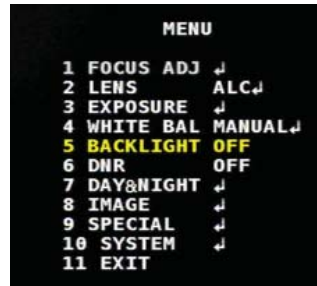 MENU
1 FOCUS ADJ ↲
2 LENS ALC↲
3 EXPOSURE ↲
4 WHITE BAL MANUAL↲
5 BACKLIGHT OFF
6 DNR OFF
7 DAY&NIGHT ↲
8 IMAGE ↲
9 SPECIAL ↲
10 SYSTEM ↲
11 EXIT